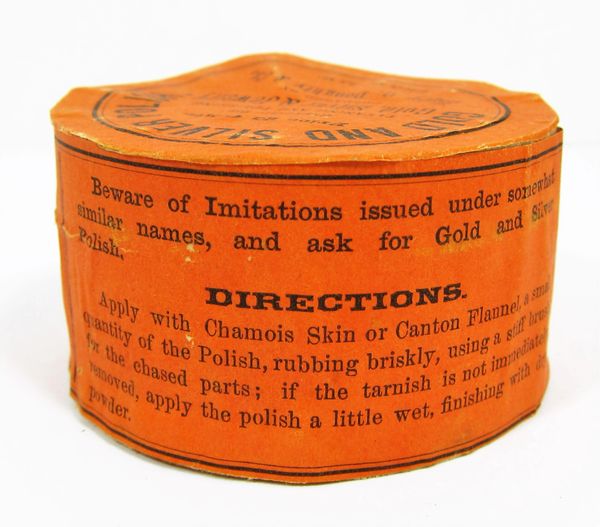 GOLD AND SILVER POLISH
Beware of Imitations issued under somewhat
similar names, and ask for Gold and Silver
Polish.
DIRECTIONS.
Apply with Chamois Skin or Canton Flannel, a small
quantity of the Polish, rubbing briskly, using a stiff brush
for the chased parts; if the tarnish is not immediately
removed, apply the polish a little wet, finishing with dry
powder.